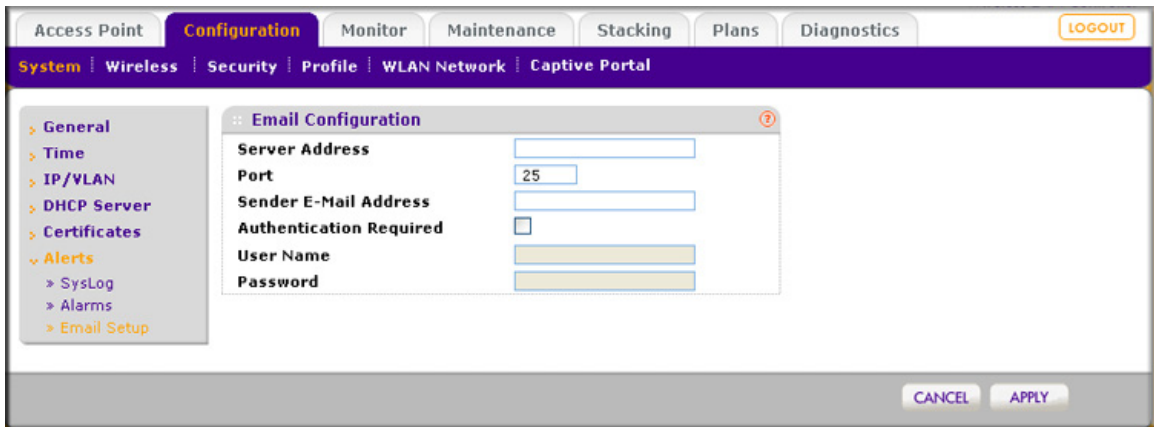 Access Point Configuration Monitor Maintenance Stacking Plans Diagnostics LOGOUT
System Wireless Security Profile WLAN Network Captive Portal
General
Time
IP/VLAN
DHCP Server
Certificates
Alerts
» SysLog
» Alarms
» Email Setup
:: Email Configuration ?
Server Address
Port 25
Sender E-Mail Address
Authentication Required
User Name
Password
CANCEL APPLY